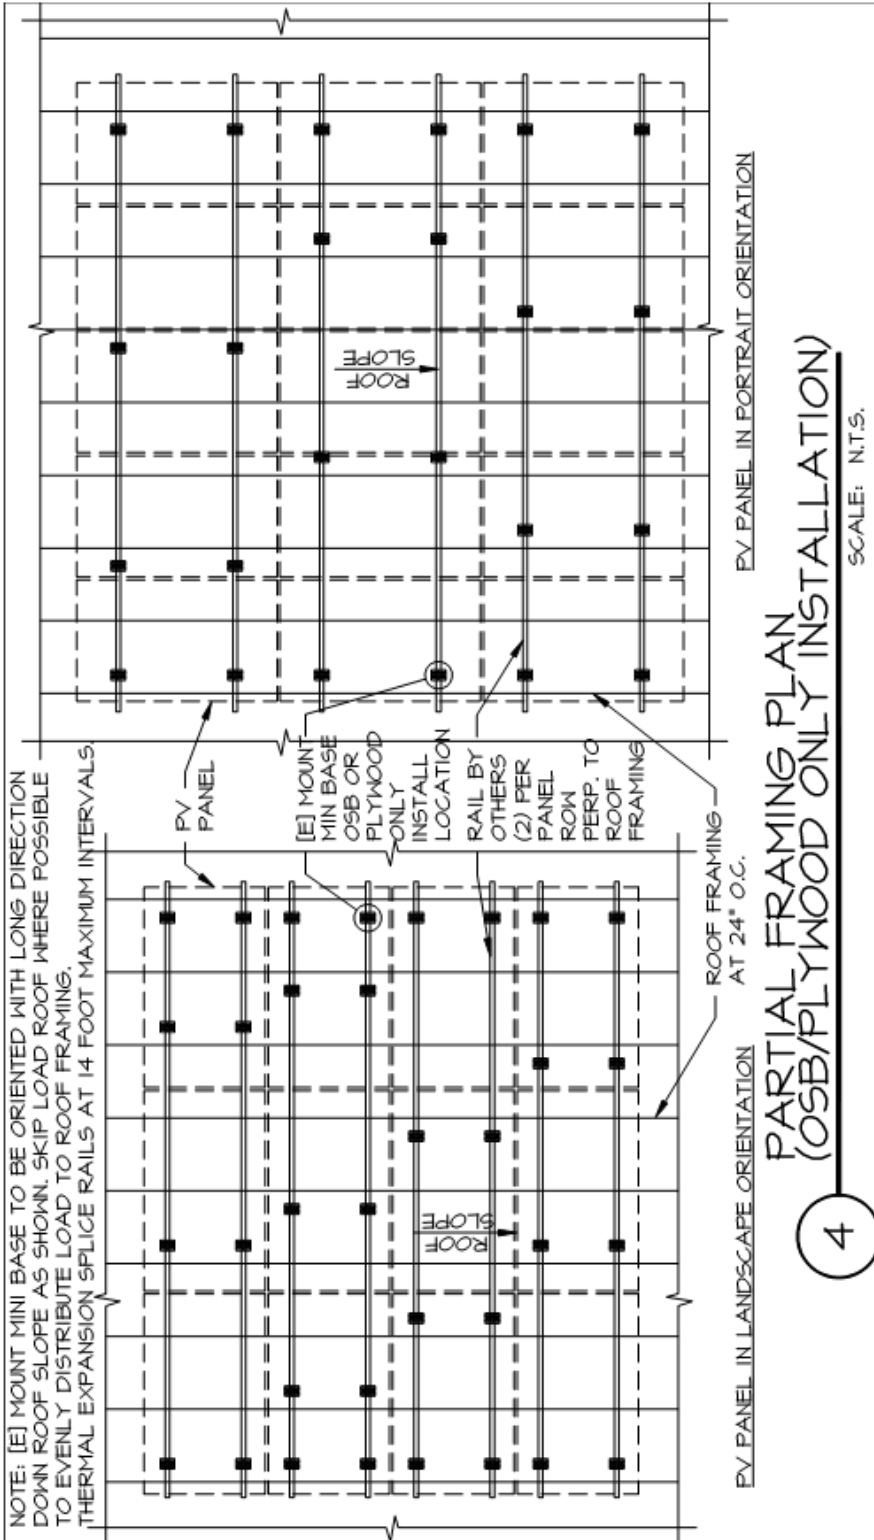 NOTE: [E] MOUNT MINI BASE TO BE ORIENTED WITH LONG DIRECTION
DOWN ROOF SLOPE AS SHOWN. SKIP LOAD ROOF WHERE POSSIBLE
TO EVENLY DISTRIBUTE LOAD TO ROOF FRAMING.
THERMAL EXPANSION SPLICE RAILS AT 14 FOOT MAXIMUM INTERVALS.
PV
PANEL
[E] MOUNT
MIN BASE
OSB OR
PLYWOOD
ONLY
INSTALL
LOCATION
RAIL BY
OTHERS
(2) PER
PANEL
ROW
PERP. TO
ROOF
FRAMING
ROOF
SLOPE
ROOF
SLOPE
ROOF FRAMING
AT 24" O.C.
PV PANEL IN LANDSCAPE ORIENTATION
PV PANEL IN PORTRAIT ORIENTATION
4
PARTIAL FRAMING PLAN
(OSB/PLYWOOD ONLY INSTALLATION)
SCALE: N.T.S.